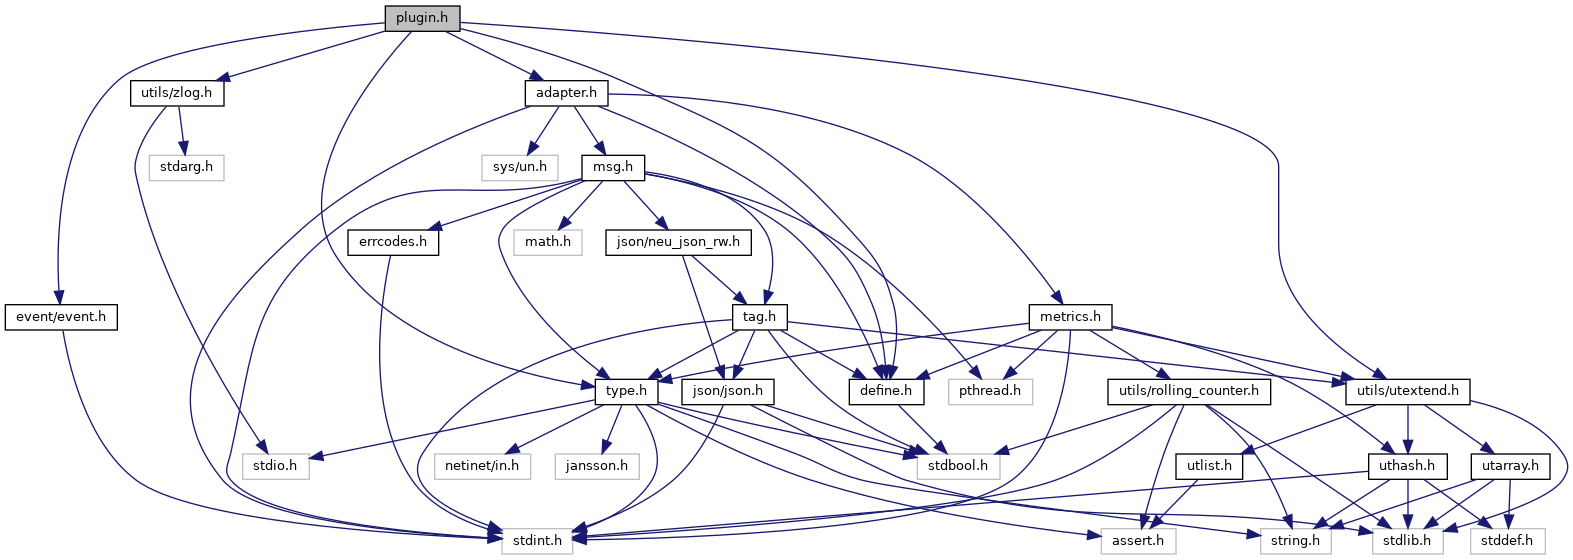 plugin.h
utils/zlog.h
adapter.h
stdarg.h
sys/un.h
msg.h
errcodes.h
math.h
json/neu_json_rw.h
event/event.h
tag.h
metrics.h
type.h
json/json.h
define.h
pthread.h
utils/rolling_counter.h
utils/utextend.h
stdio.h
netinet/in.h
jansson.h
stdbool.h
utlist.h
uthash.h
utarray.h
stdint.h
assert.h
string.h
stdlib.h
stddef.h